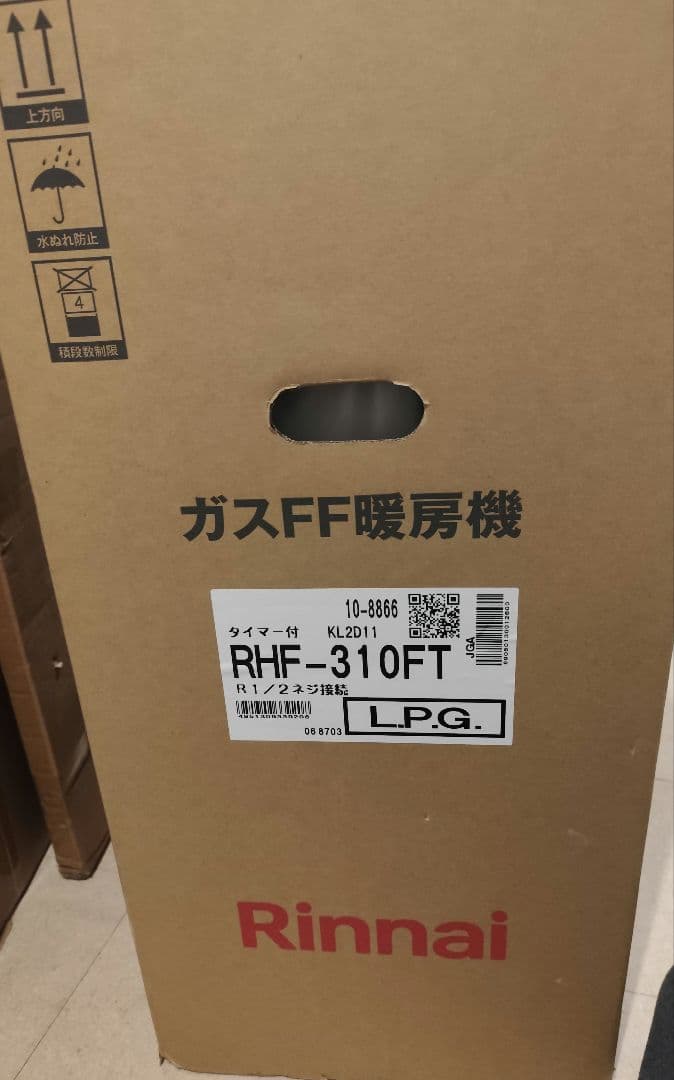 上方向
水ぬれ防止
4
積段数制限
ガスFF暖房機
10-8866
タイマー付 KL2D11
JGA
RHF-310FT
R1/2ネジ接続
L.P.G.
06 8703
Rinnai